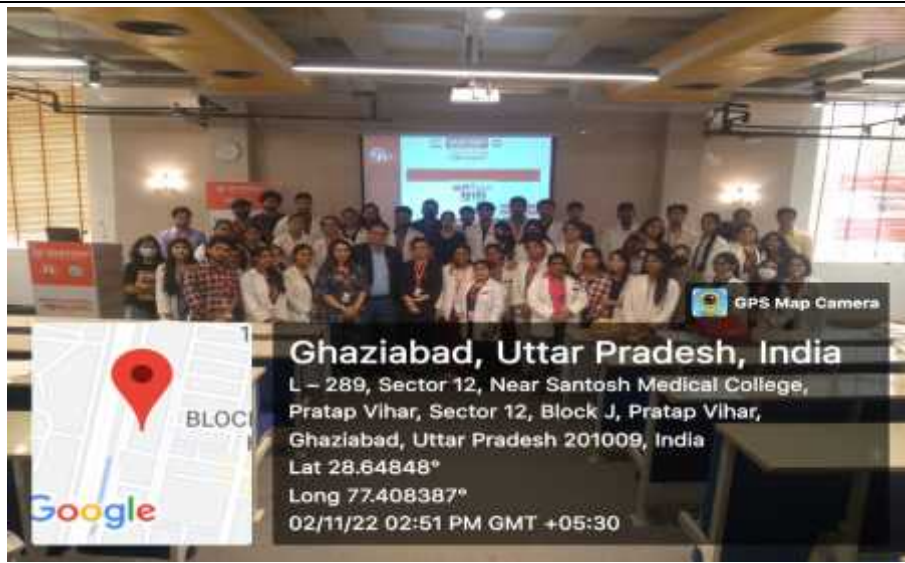 GPS Map Camera
1
BLOC
Google
Ghaziabad, Uttar Pradesh, India
L – 289, Sector 12, Near Santosh Medical College,
Pratap Vihar, Sector 12, Block J, Pratap Vihar,
Ghaziabad, Uttar Pradesh 201009, India
Lat 28.64848°
Long 77.408387°
02/11/22 02:51 PM GMT +05:30